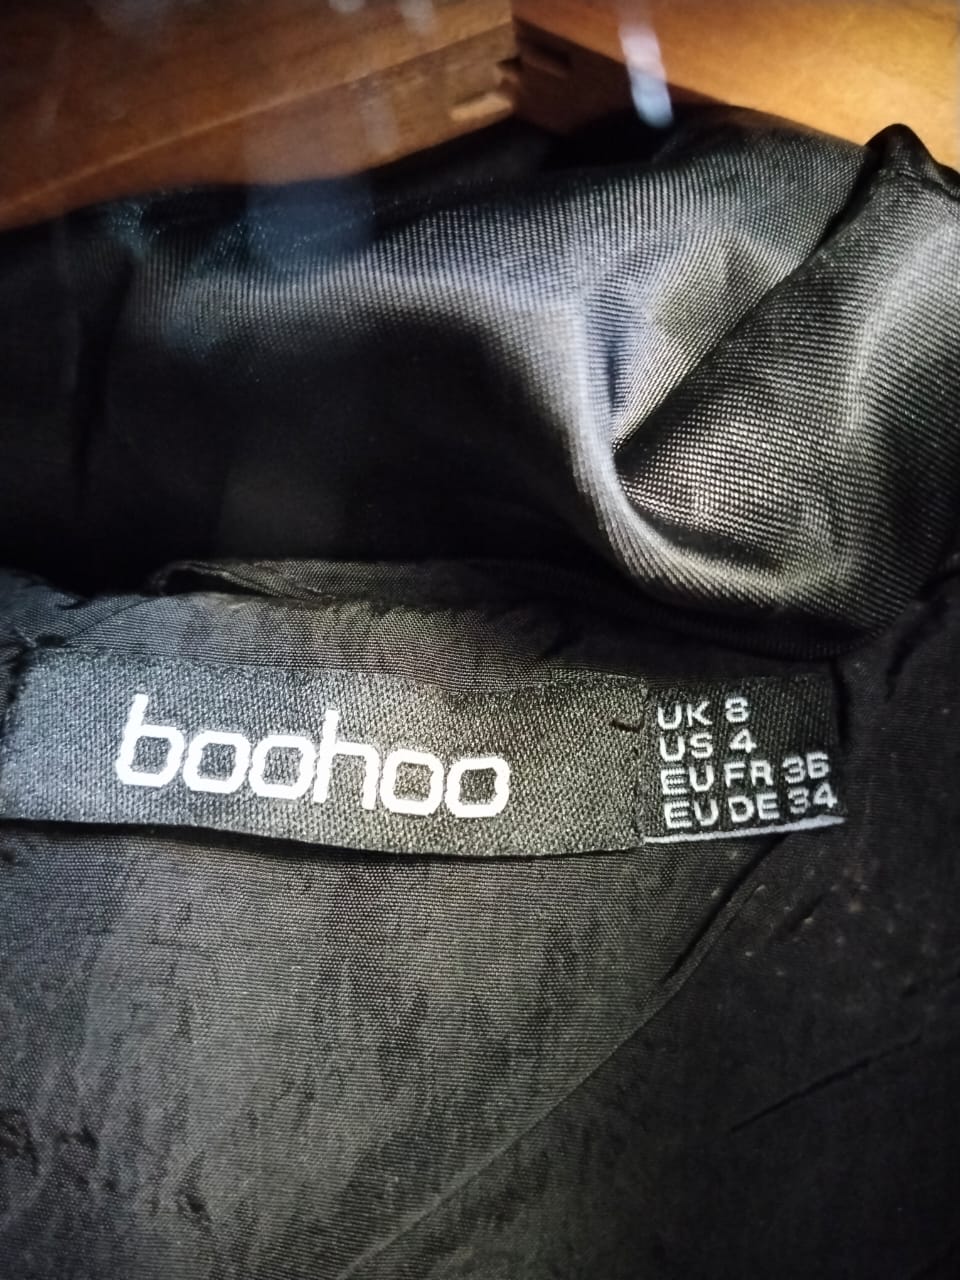 boohoo
UK 8
US 4
EU FR 36
EU DE 34